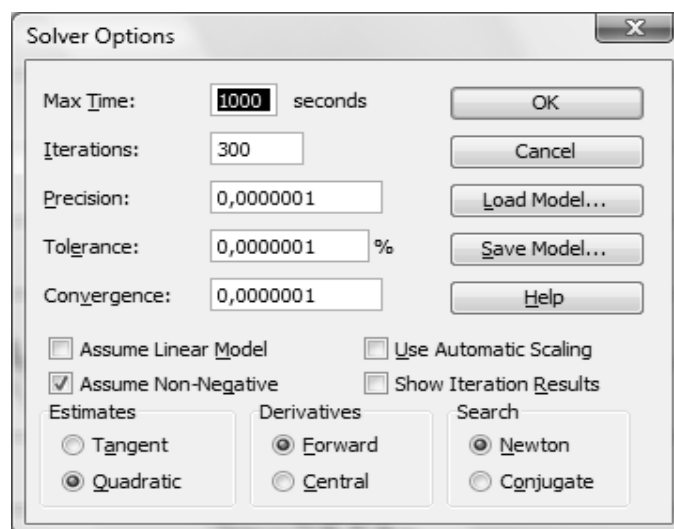 Solver Options
X
Max Time: 1000 seconds OK
Iterations: 300 Cancel
Precision: 0,0000001 Load Model...
Tolerance: 0,0000001 % Save Model...
Convergence: 0,0000001 Help
Assume Linear Model Use Automatic Scaling
Assume Non-Negative Show Iteration Results
Estimates Derivatives Search
Tangent Forward Newton
Quadratic Central Conjugate